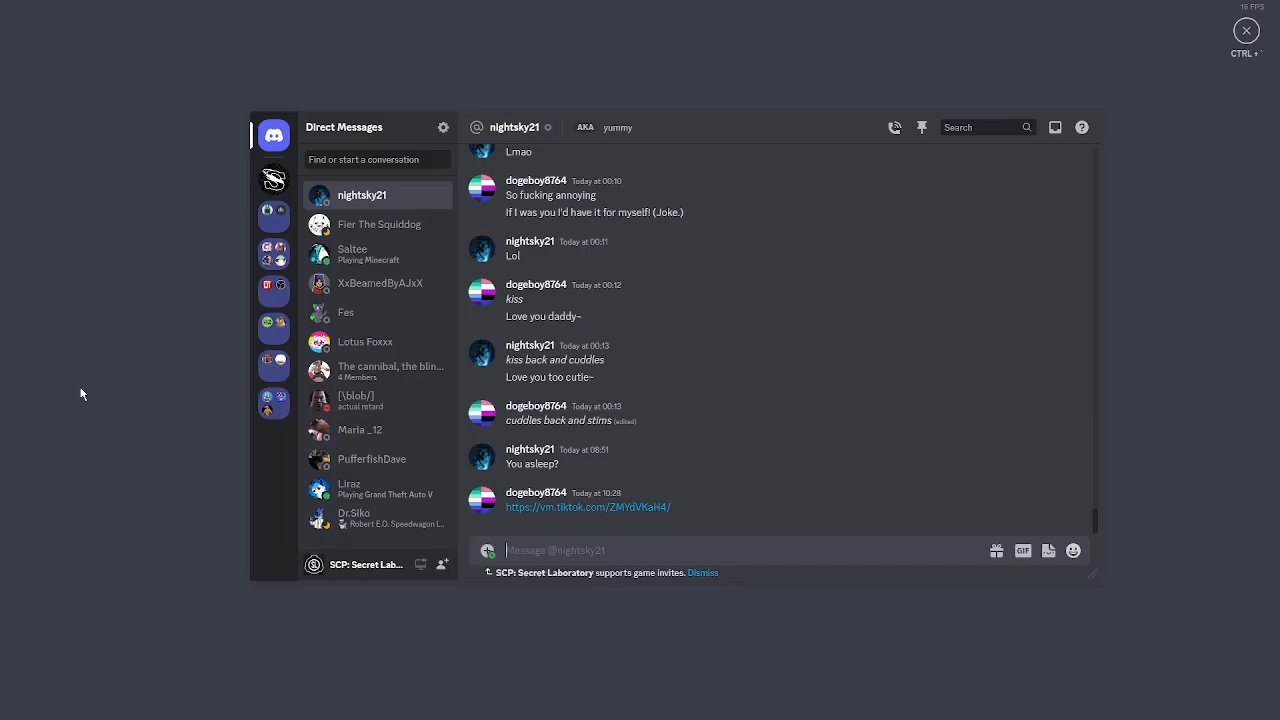 16 FPS
CTRL + `
Direct Messages
Find or start a conversation
nightsky21
Fier The Squiddog
Saltee
Playing Minecraft
XxBeamedByAJxX
Fes
Lotus Foxxx
The cannibal, the blin...
4 Members
[\blob/]
actual retard
Maria _12
PufferfishDave
Liraz
Playing Grand Theft Auto V
Dr.Siko
Robert E.O. Speedwagon I...
SCP: Secret Lab...
nightsky21
AKA yummy
Search
Lmao
dogeboy8764 Today at 00:10
So fucking annoying
If I was you I'd have it for myself! (Joke.)
nightsky21 Today at 00:11
Lol
dogeboy8764 Today at 00:12
kiss
Love you daddy~
nightsky21 Today at 00:13
kiss back and cuddles
Love you too cutie~
dogeboy8764 Today at 00:13
cuddles back and stims (edited)
nightsky21 Today at 08:51
You asleep?
dogeboy8764 Today at 10:28
https://vm.tiktok.com/ZMYdVKaH4/
Message @nightsky21
GIF
SCP: Secret Laboratory supports game invites. Dismiss